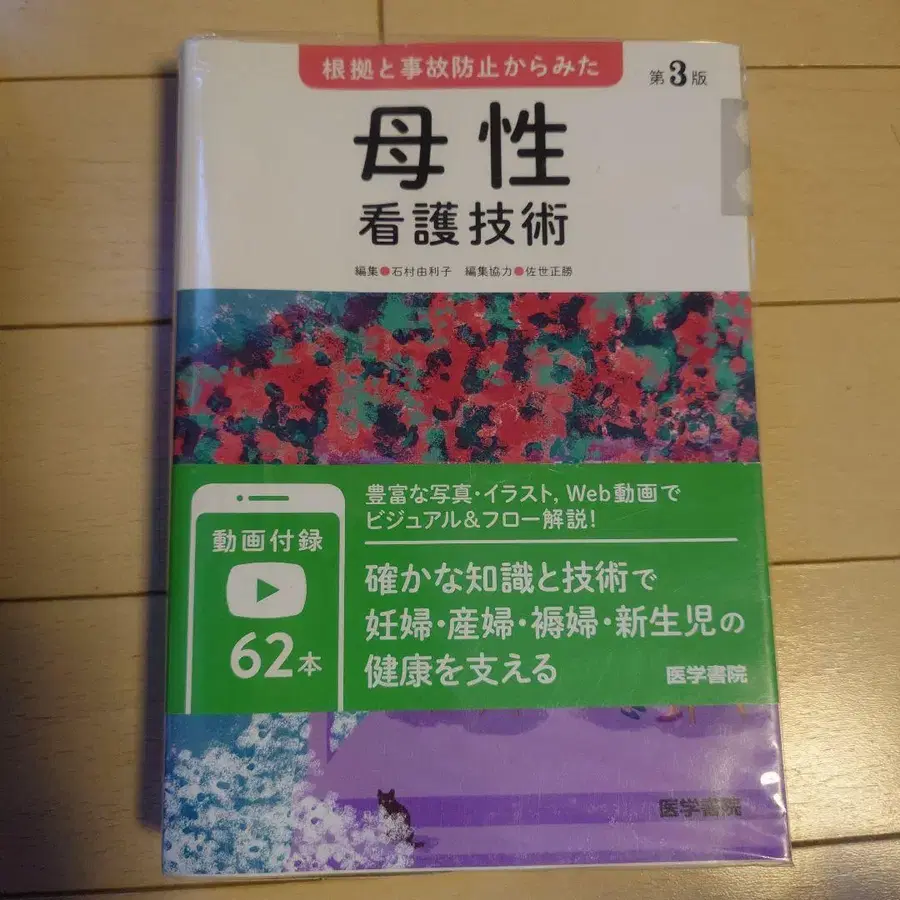 根拠と事故防止からみた
第3版
母性
看護技術
編集●石村由利子 編集協力●佐世正勝
動画付録
62本
豊富な写真・イラスト, Web動画で
ビジュアル&フロー解説!
確かな知識と技術で
妊婦・産婦・褥婦・新生児の
健康を支える
医学書院
医学書院